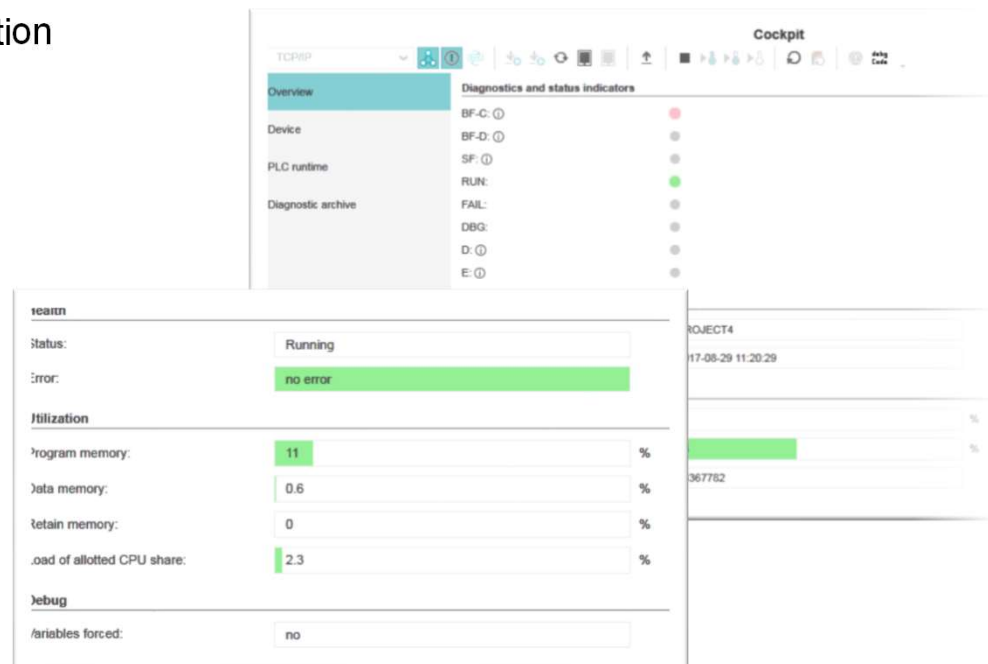 tion
Cockpit
TCP/IP
Overview
Diagnostics and status indicators
BF-C:
Device
BF-D:
PLC runtime
SF:
RUN:
Diagnostic archive
FAIL:
DBG:
D:
E:
ROJECT4
17-08-29 11:20:29
%
%
367782
Health
Status: Running
Error: no error
Utilization
Program memory: 11 %
Data memory: 0.6 %
Retain memory: 0 %
Load of allotted CPU share: 2.3 %
Debug
Variables forced: no